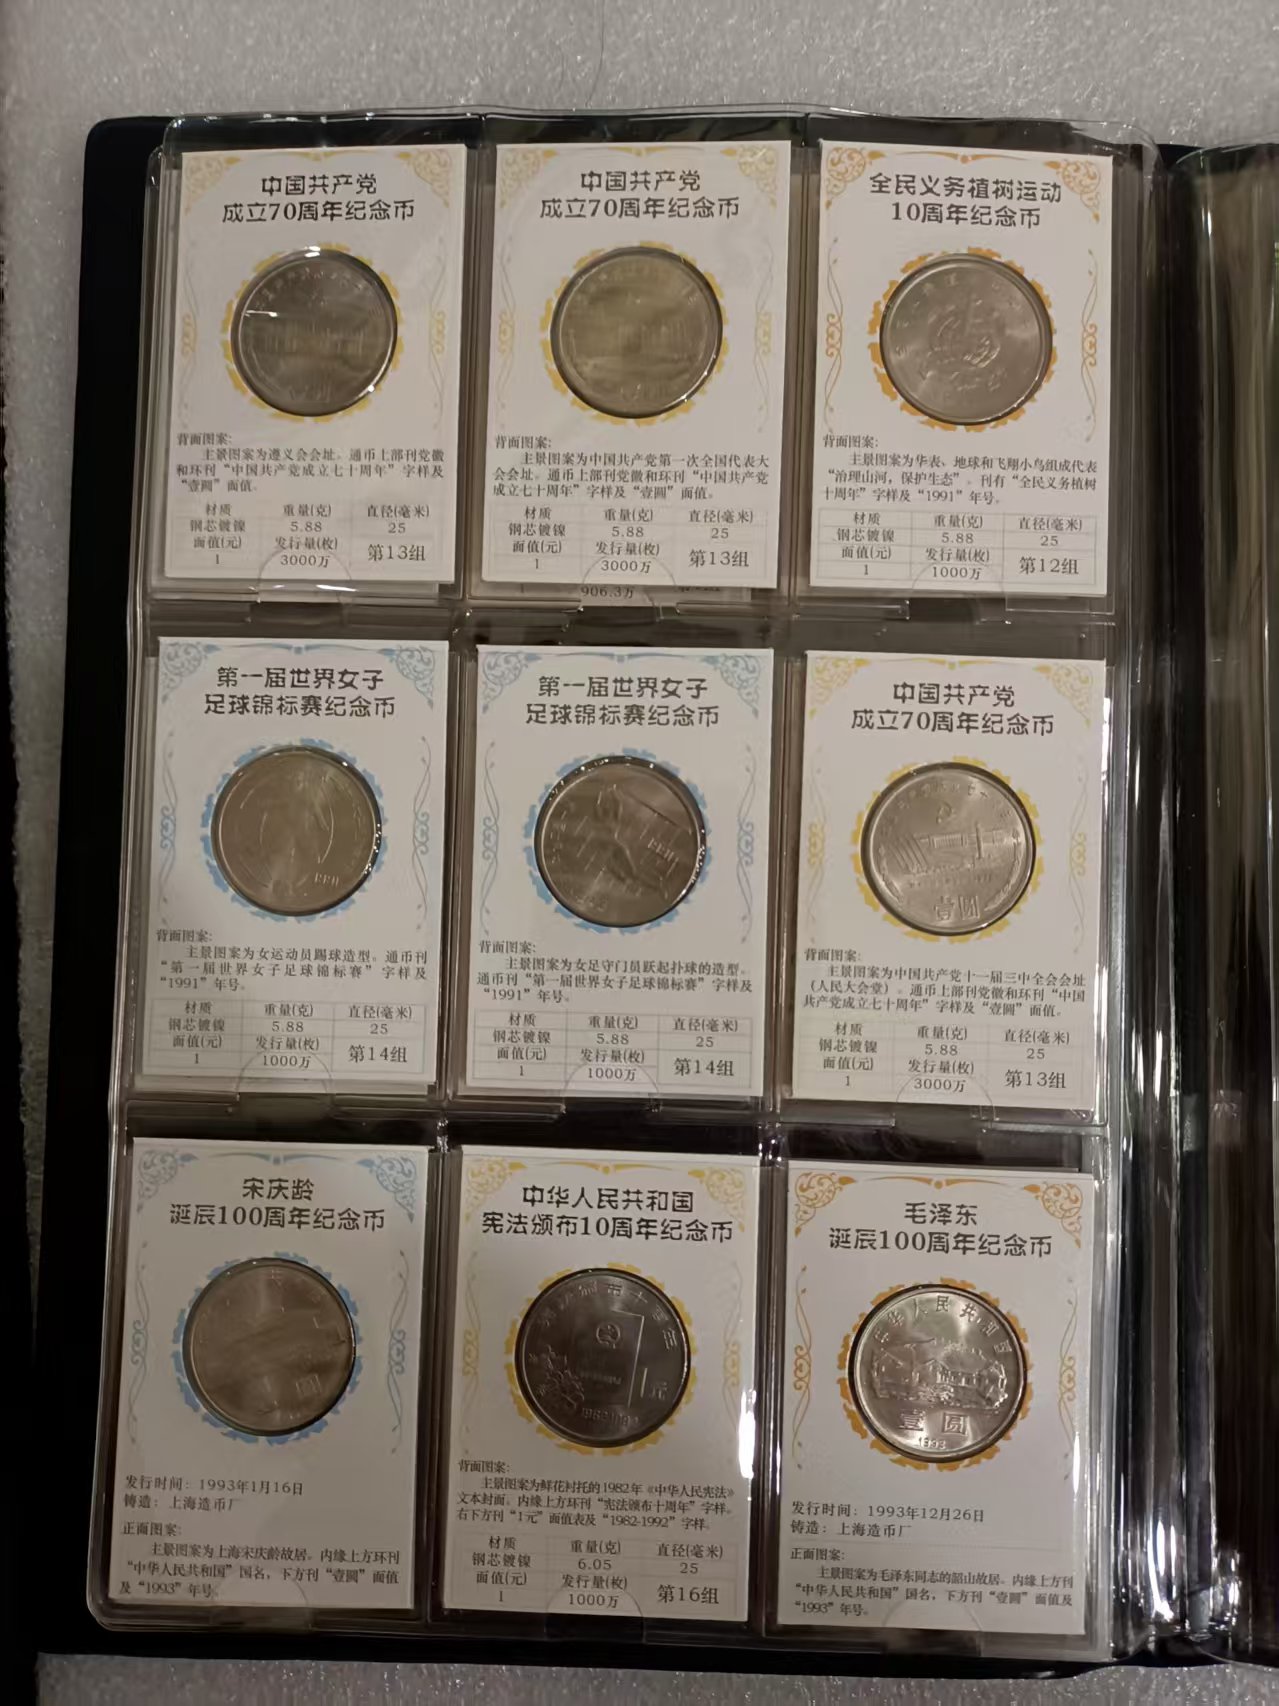 中国共产党
成立70周年纪念币
背面图案:
主景图案为遵义会会址。通币上部刊党徽
和环刊“中国共产党成立七十周年”字样及
“壹圆”面值。
材质 重量(克) 直径(毫米)
钢芯镀镍 5.88 25
面值(元) 发行量(枚) 第13组
1 3000万
中国共产党
成立70周年纪念币
背面图案:
主景图案为中国共产党第一次全国代表大
会会址。通币上部刊党徽和环刊“中国共产党
成立七十周年”字样及“壹圆”面值。
材质 重量(克) 直径(毫米)
钢芯镀镍 5.88 25
面值(元) 发行量(枚) 第13组
1 3000万
1 906.3万
全民义务植树运动
10周年纪念币
背面图案:
主景图案为华表、地球和飞翔小鸟组成代表
“治理山河，保护生态”。刊有“全民义务植树
十周年”字样及“1991”年号。
材质 重量(克) 直径(毫米)
钢芯镀镍 5.88 25
面值(元) 发行量(枚) 第12组
1 1000万
第一届世界女子
足球锦标赛纪念币
1991
背面图案:
主景图案为女运动员踢球造型。通币刊
“第一届世界女子足球锦标赛”字样及
“1991”年号。
材质 重量(克) 直径(毫米)
钢芯镀镍 5.88 25
面值(元) 发行量(枚) 第14组
1 1000万
第一届世界女子
足球锦标赛纪念币
1991
背面图案:
主景图案为女足守门员跃起扑球的造型。
通币刊“第一届世界女子足球锦标赛”字样及
“1991”年号。
材质 重量(克) 直径(毫米)
钢芯镀镍 5.88 25
面值(元) 发行量(枚) 第14组
1 1000万
中国共产党
成立70周年纪念币
壹圆
背面图案:
主景图案为中国共产党十一届三中全会会址
（人民大会堂）。通币上部刊党徽和环刊“中国
共产党成立七十周年”字样及“壹圆”面值。
材质 重量(克) 直径(毫米)
钢芯镀镍 5.88 25
面值(元) 发行量(枚) 第13组
1 3000万
宋庆龄
诞辰100周年纪念币
圆
发行时间：1993年1月16日
铸造：上海造币厂
正面图案:
主景图案为上海宋庆龄故居。内缘上方环刊
“中华人民共和国”国名，下方刊“壹圆”面值
及“1993”年号。
中华人民共和国
宪法颁布10周年纪念币
1元
背面图案:
主景图案为鲜花衬托的1982年《中华人民宪法》
文本封面。内缘上方环刊“宪法颁布十周年”字样。
右下方刊“1元”面值表及“1982-1992”字样。
材质 重量(克) 直径(毫米)
钢芯镀镍 6.05 25
面值(元) 发行量(枚) 第16组
1 1000万
毛泽东
诞辰100周年纪念币
中华人民共和国
壹圆
1993
发行时间：1993年12月26日
铸造：上海造币厂
正面图案:
主景图案为毛泽东同志的韶山故居。内缘上方刊
“中华人民共和国”国名，下方刊“壹圆”面值及
“1993”年号。